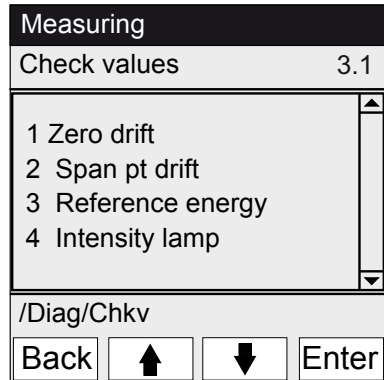 Measuring
Check values 3.1
1 Zero drift
2 Span pt drift
3 Reference energy
4 Intensity lamp
/Diag/Chkv
Back Enter